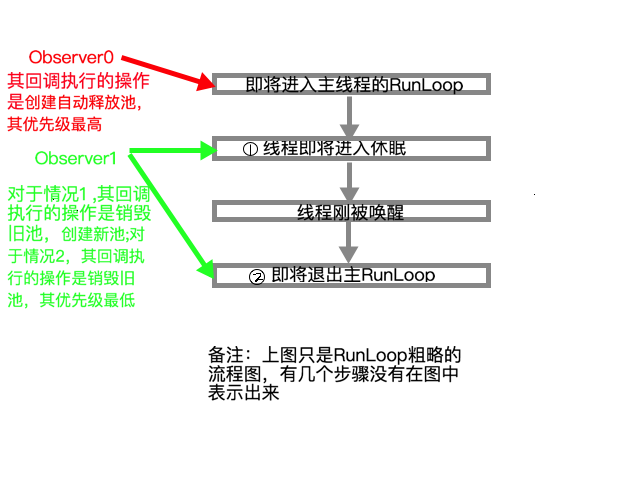 Observer0
其回调执行的操作
是创建自动释放池，
其优先级最高
即将进入主线程的RunLoop
① 线程即将进入休眠
Observer1
对于情况1 ,其回调
执行的操作是销毁
旧池，创建新池;对
于情况2，其回调执
行的操作是销毁旧
池，其优先级最低
线程刚被唤醒
② 即将退出主RunLoop
备注：上图只是RunLoop粗略的
流程图，有几个步骤没有在图中
表示出来